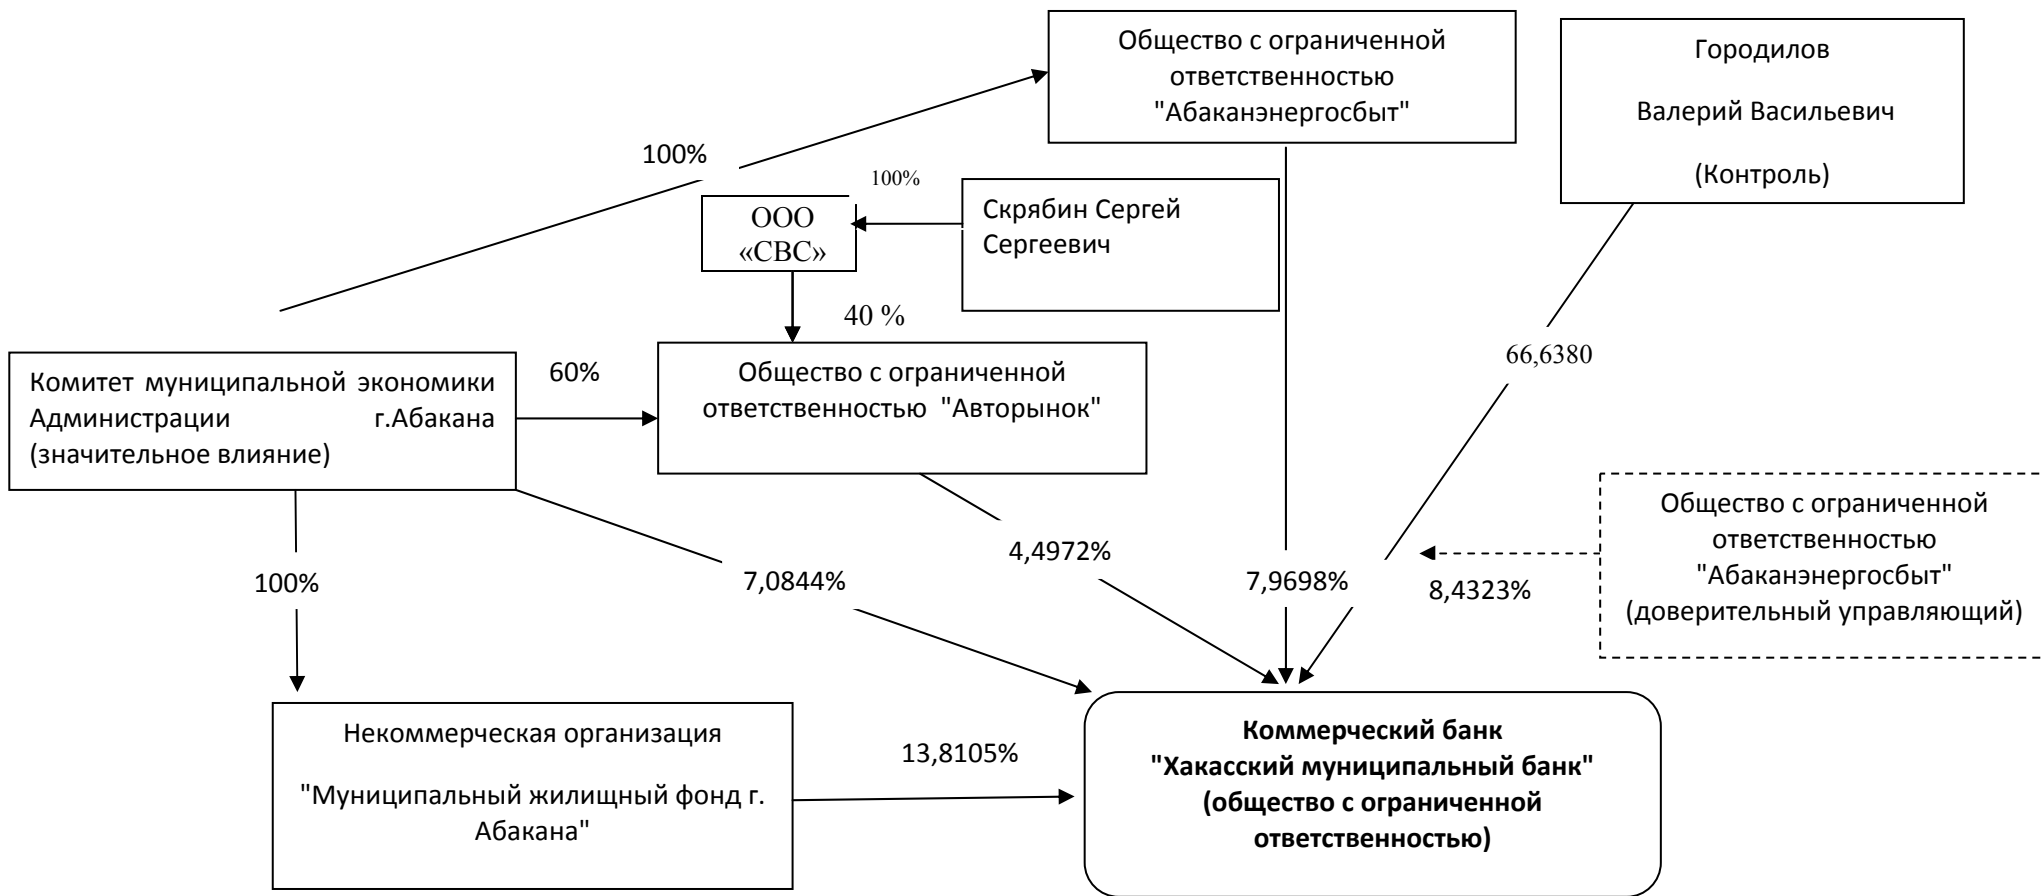 Общество с ограниченной
ответственностью
"Абаканэнергосбыт"
Городилов
Валерий Васильевич
(Контроль)
100%
100%
ООО
«СВС»
Скрябин Сергей
Сергеевич
40 %
66,6380
Комитет муниципальной экономики
Администрации г.Абакана
(значительное влияние)
60%
Общество с ограниченной
ответственностью "Авторынок"
Общество с ограниченной
ответственностью
"Абаканэнергосбыт"
(доверительный управляющий)
100%
7,0844%
4,4972%
7,9698%
8,4323%
Некоммерческая организация
"Муниципальный жилищный фонд г.
Абакана"
13,8105%
Коммерческий банк
"Хакасский муниципальный банк"
(общество с ограниченной
ответственностью)